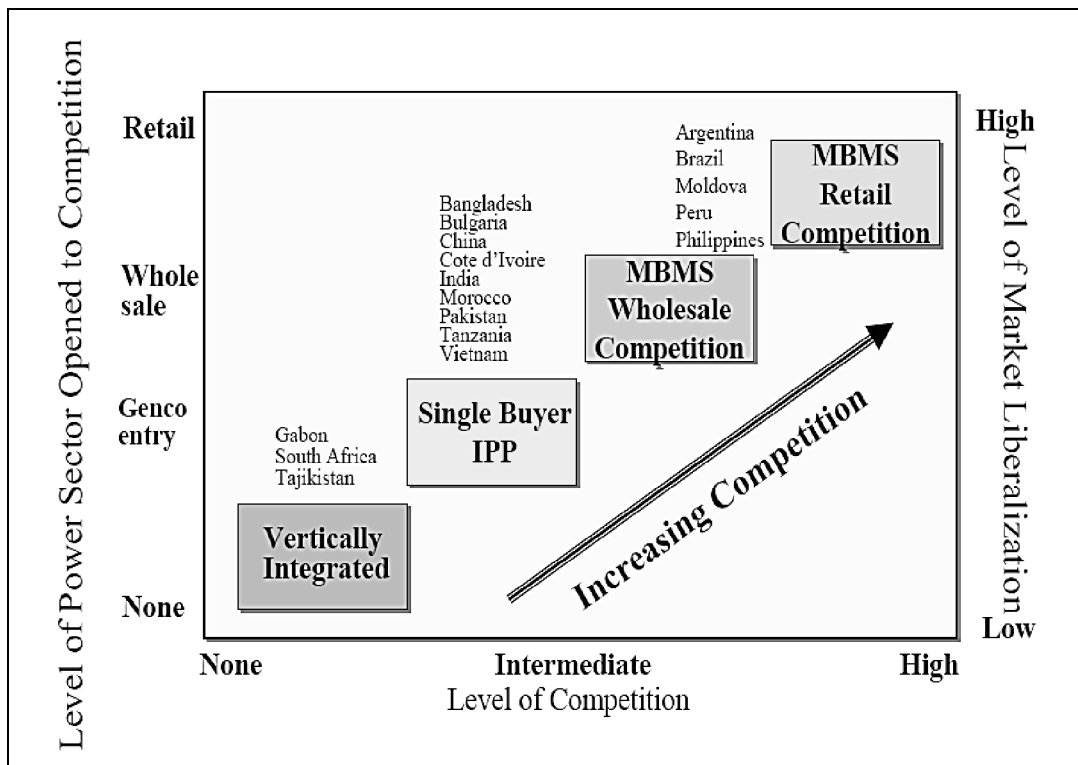 Level of Power Sector Opened to Competition
Retail
Whole
sale
Genco
entry
None
Argentina
Brazil
Moldova
Peru
Philippines
MBMS
Retail
Competition
Bangladesh
Bulgaria
China
Cote d'Ivoire
India
Morocco
Pakistan
Tanzania
Vietnam
MBMS
Wholesale
Competition
Single Buyer
IPP
Gabon
South Africa
Tajikistan
Vertically
Integrated
Increasing Competition
High
Level of Market Liberalization
Low
None
Intermediate
High
Level of Competition